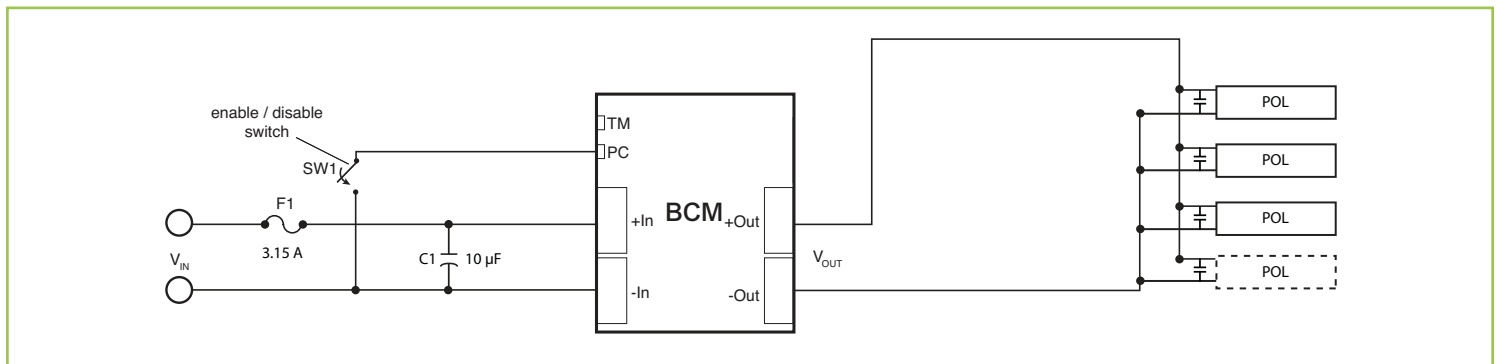 enable / disable
switch
SW1
F1
3.15 A
VIN
C1 10 µF
TM
PC
+In
-In
BCM
+Out
-Out
VOUT
POL
POL
POL
POL